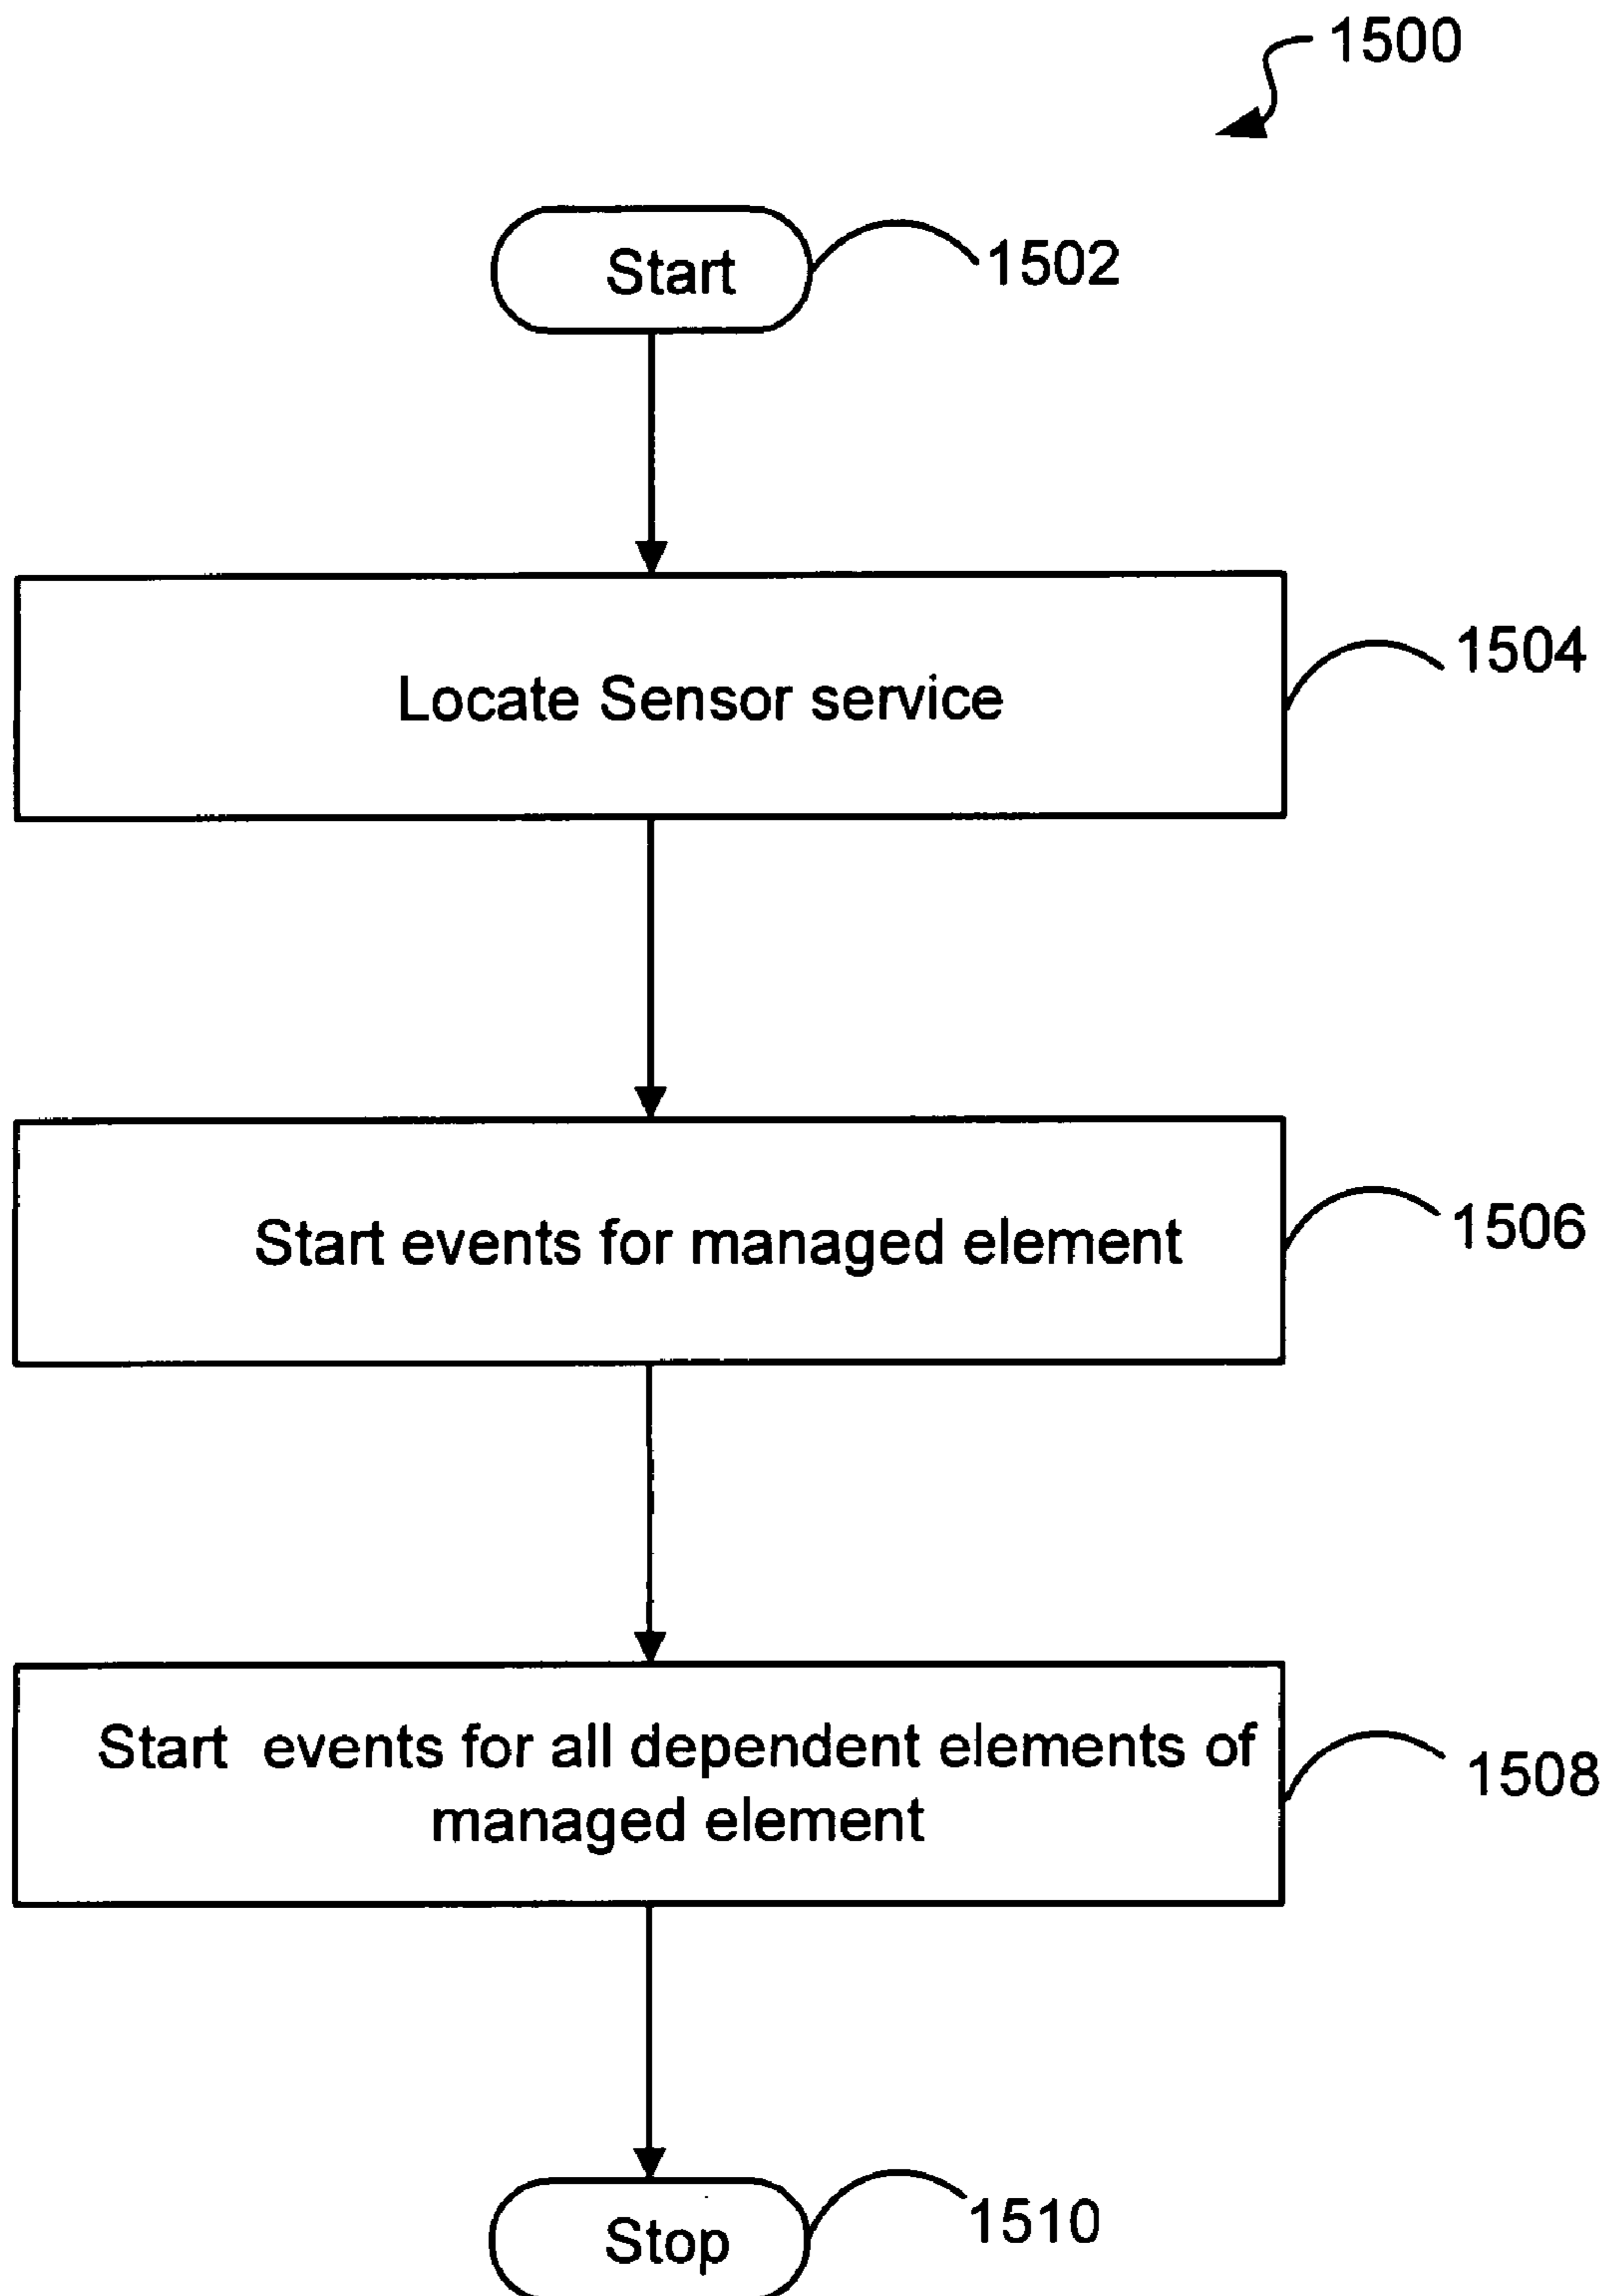 1500
Start
1502
Locate Sensor service
1504
Start events for managed element
1506
Start events for all dependent elements of
managed element
1508
Stop
1510